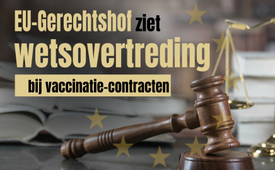 EU-Gerechtshof ziet
wetsovertreding
bij vaccinatie-contracten